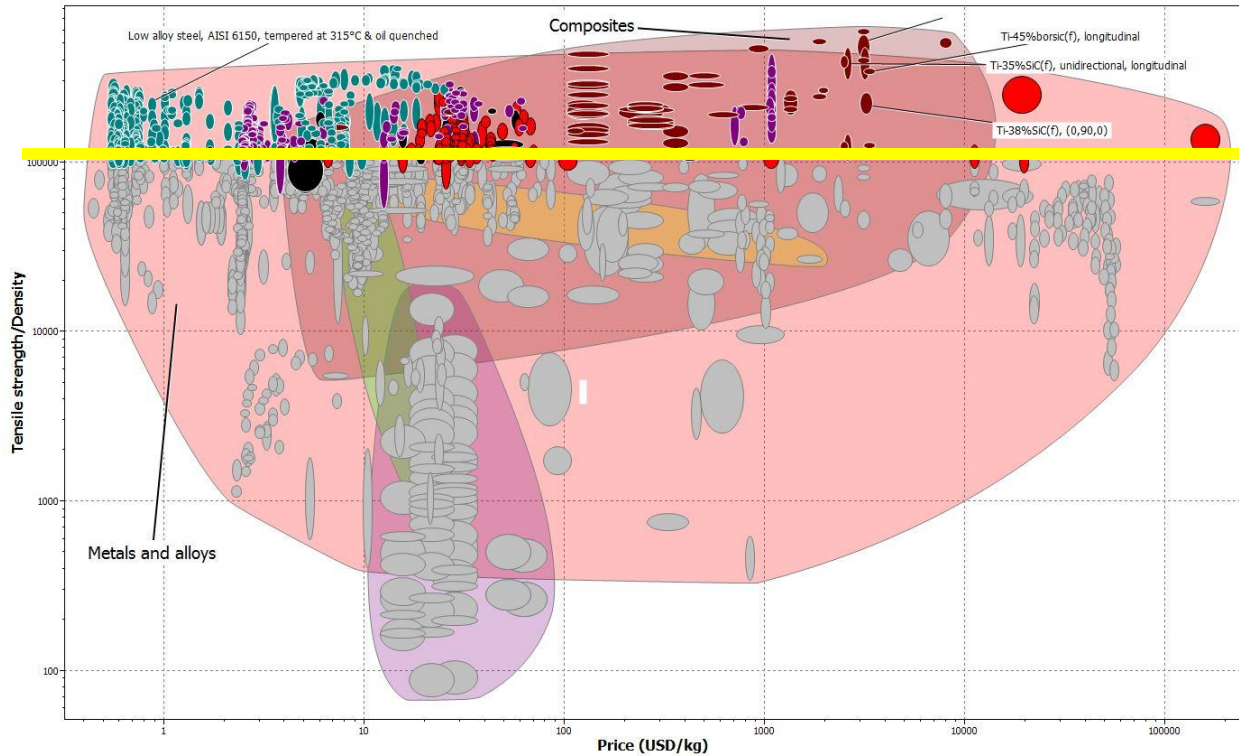 Composites
Low alloy steel, AISI 6150, tempered at 315°C & oil quenched
Ti-45%borsic(f), longitudinal
Ti-35%SiC(f), unidirectional, longitudinal
Ti-38%SiC(f), (0,90,0)
Metals and alloys
Tensile strength/Density
100000
10000
1000
100
1
10
100
1000
10000
100000
Price (USD/kg)